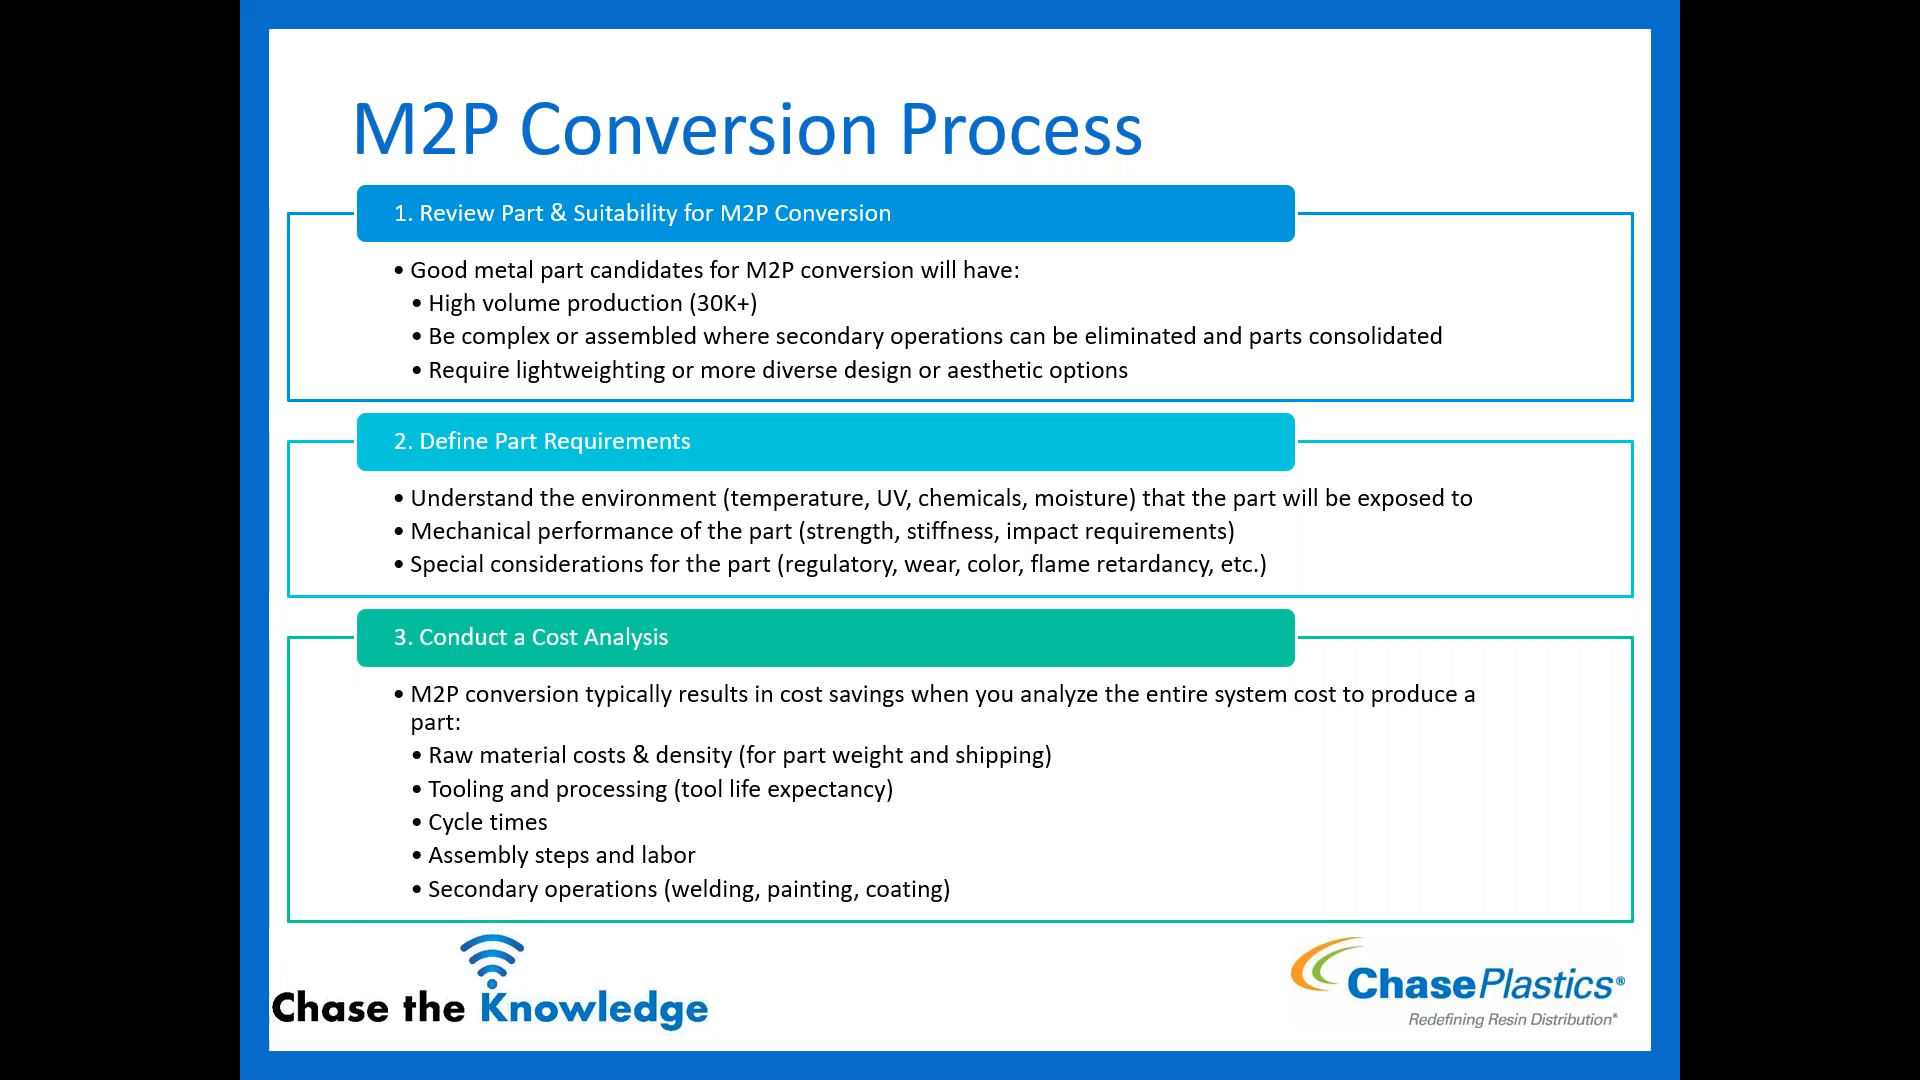 M2P Conversion Process
1. Review Part & Suitability for M2P Conversion
• Good metal part candidates for M2P conversion will have:
• High volume production (30K+)
• Be complex or assembled where secondary operations can be eliminated and parts consolidated
• Require lightweighting or more diverse design or aesthetic options
2. Define Part Requirements
• Understand the environment (temperature, UV, chemicals, moisture) that the part will be exposed to
• Mechanical performance of the part (strength, stiffness, impact requirements)
• Special considerations for the part (regulatory, wear, color, flame retardancy, etc.)
3. Conduct a Cost Analysis
• M2P conversion typically results in cost savings when you analyze the entire system cost to produce a
part:
• Raw material costs & density (for part weight and shipping)
• Tooling and processing (tool life expectancy)
• Cycle times
• Assembly steps and labor
• Secondary operations (welding, painting, coating)
Chase the Knowledge
ChasePlastics®
Redefining Resin Distribution®